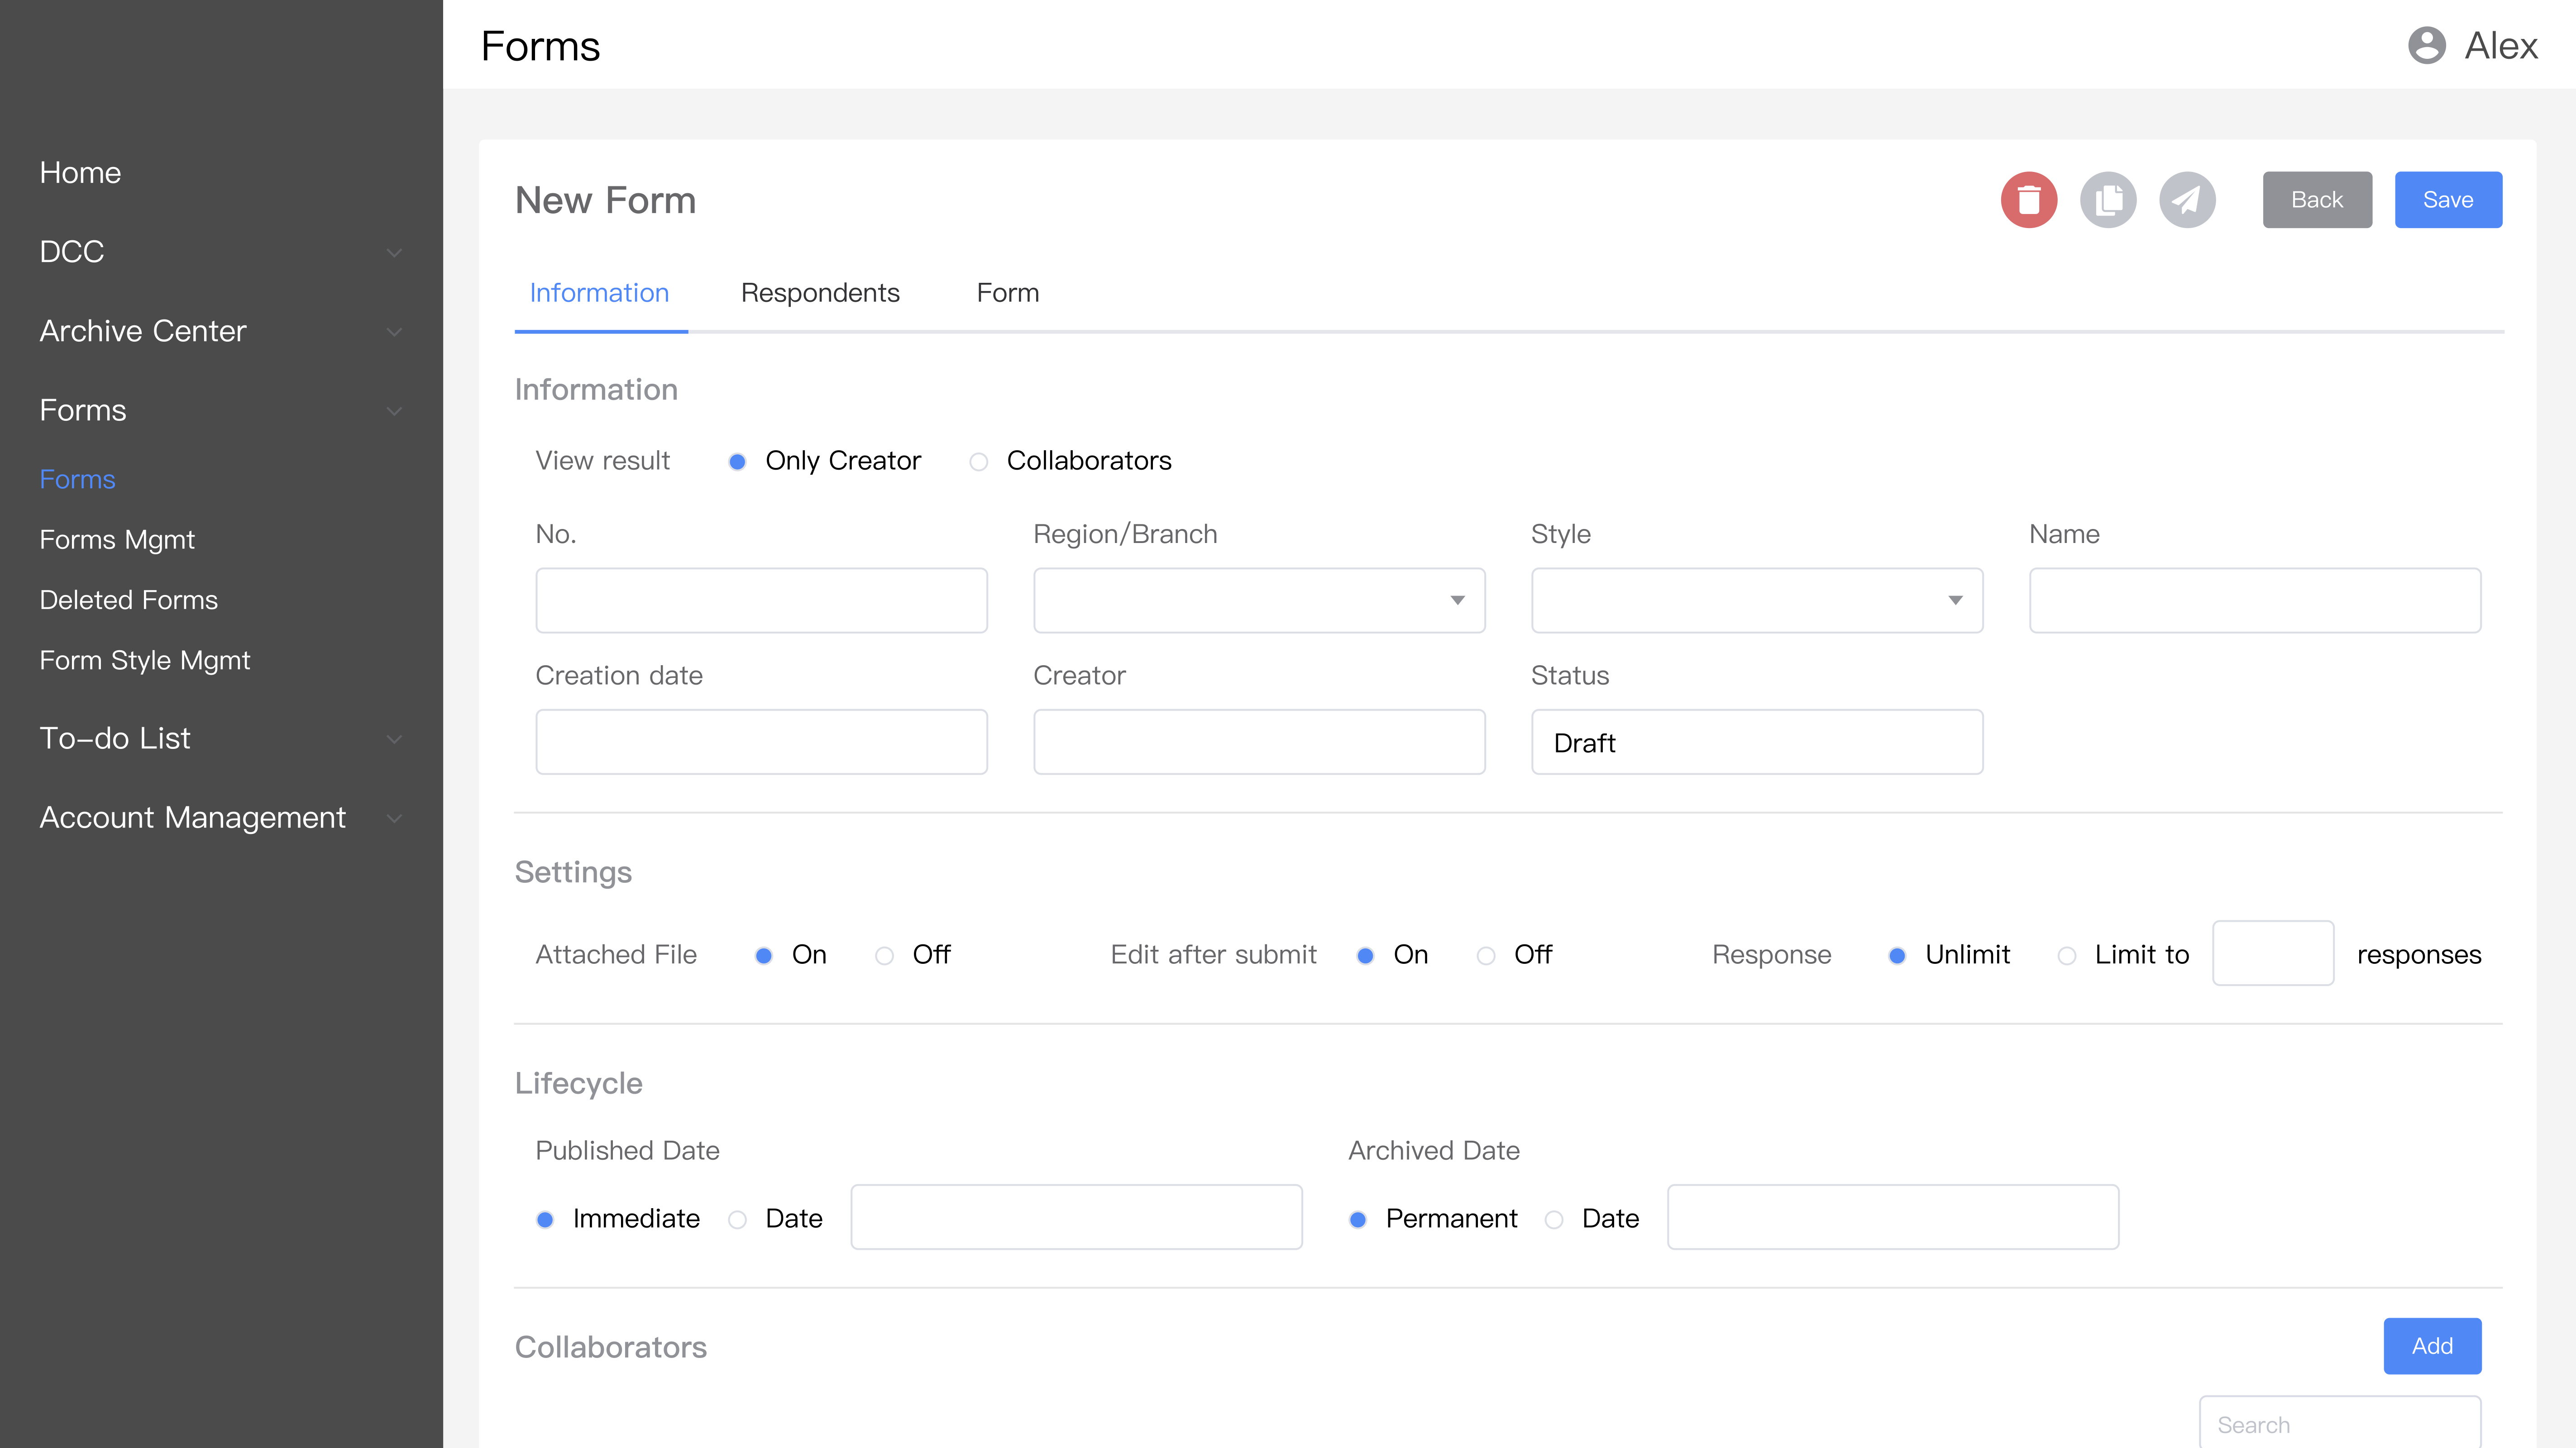 Forms
Alex
Home
DCC
Archive Center
Forms
Forms
Forms Mgmt
Deleted Forms
Form Style Mgmt
To-do List
Account Management
New Form
Back
Save
Information
Respondents
Form
Information
View result
Only Creator
Collaborators
No.
Region/Branch
Style
Name
Creation date
Creator
Status
Draft
Settings
Attached File
On
Off
Edit after submit
On
Off
Response
Unlimit
Limit to
responses
Lifecycle
Published Date
Archived Date
Immediate
Date
Permanent
Date
Collaborators
Add
Search